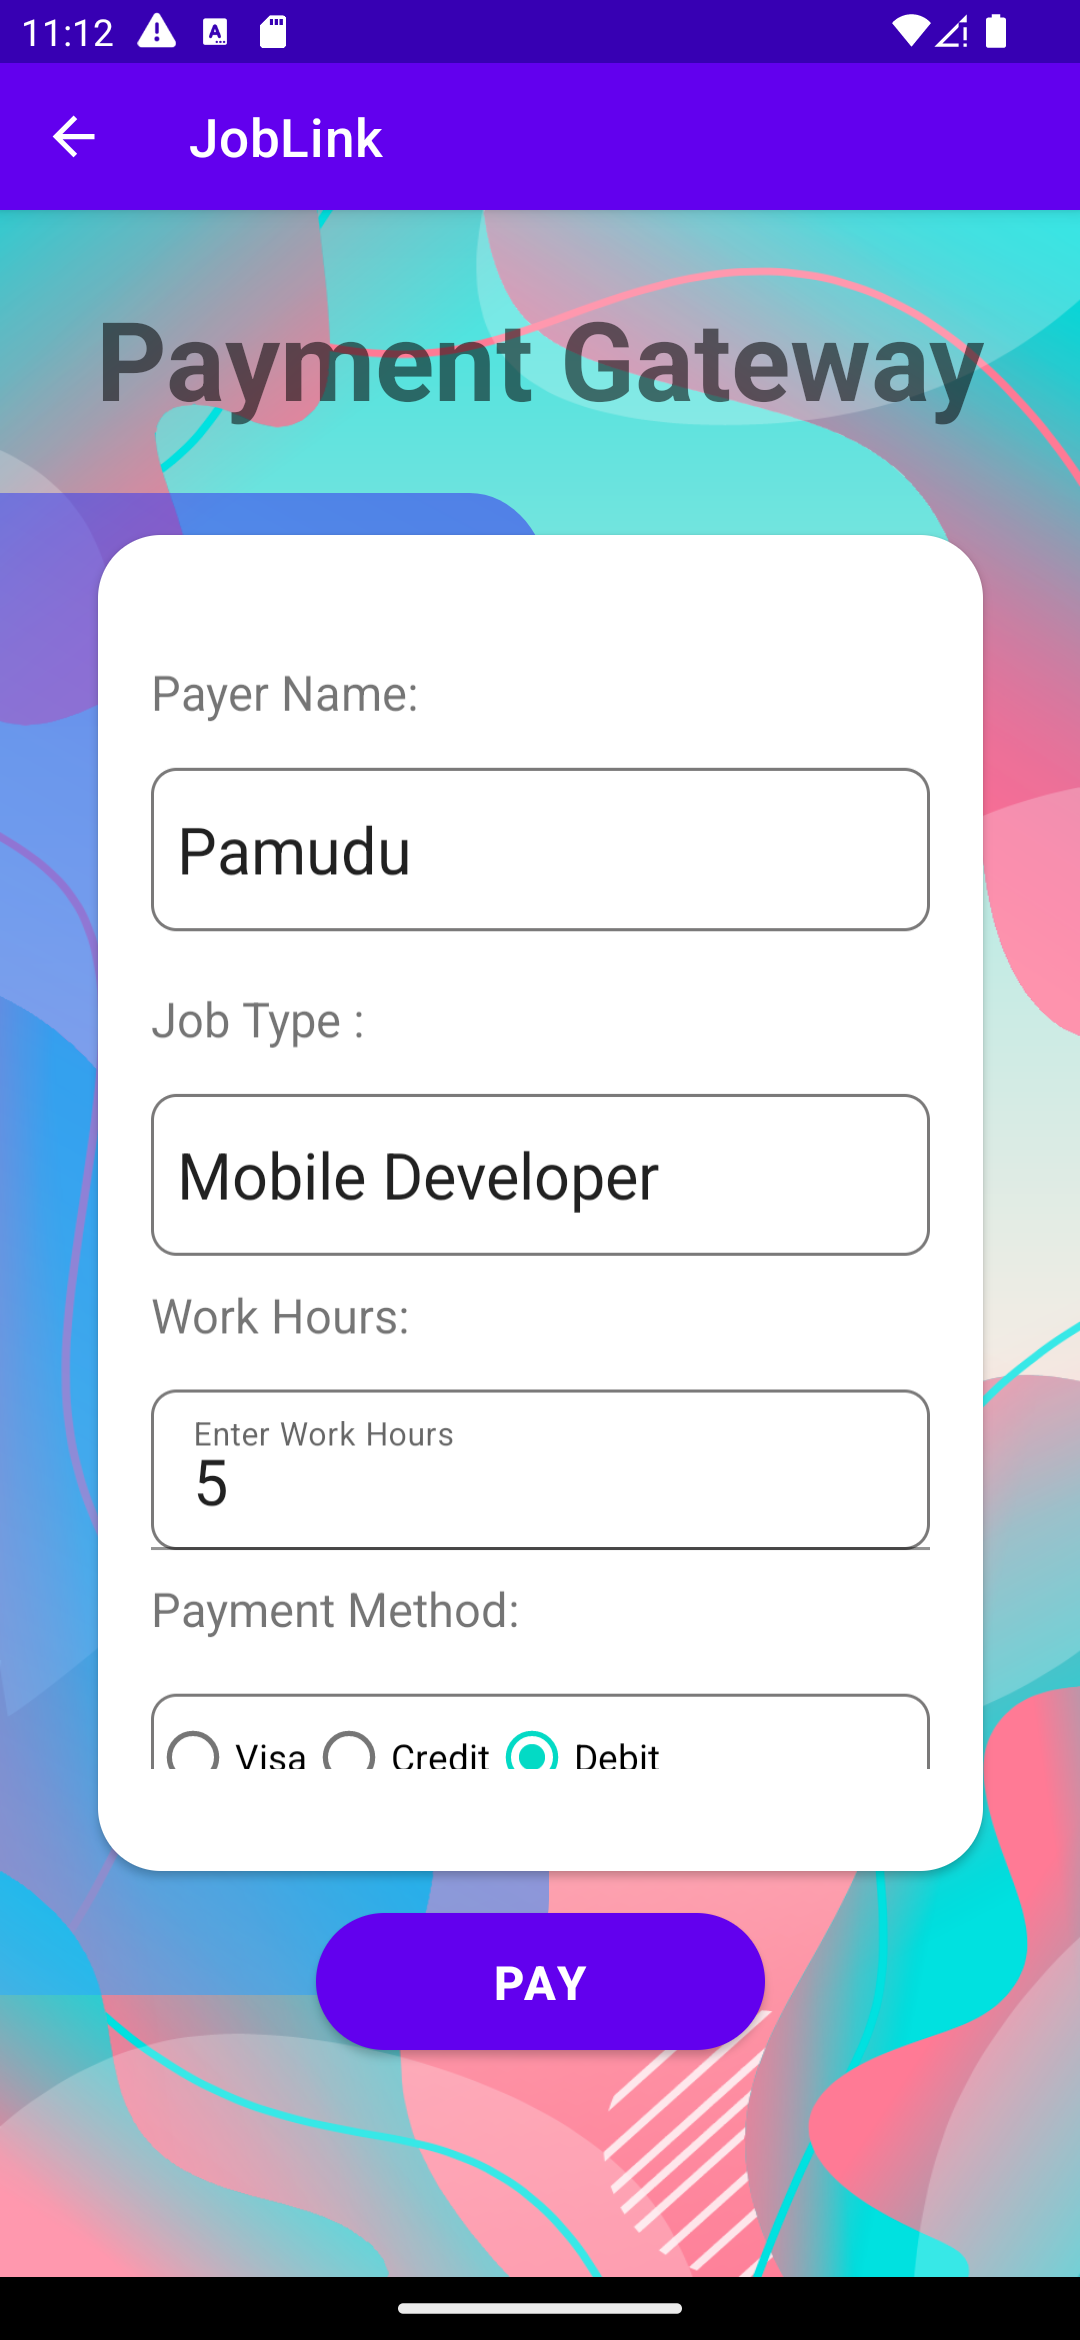 11:12
JobLink
Payment Gateway
Payer Name:
Pamudu
Job Type :
Mobile Developer
Work Hours:
Enter Work Hours
5
Payment Method:
Visa Credit Debit
PAY